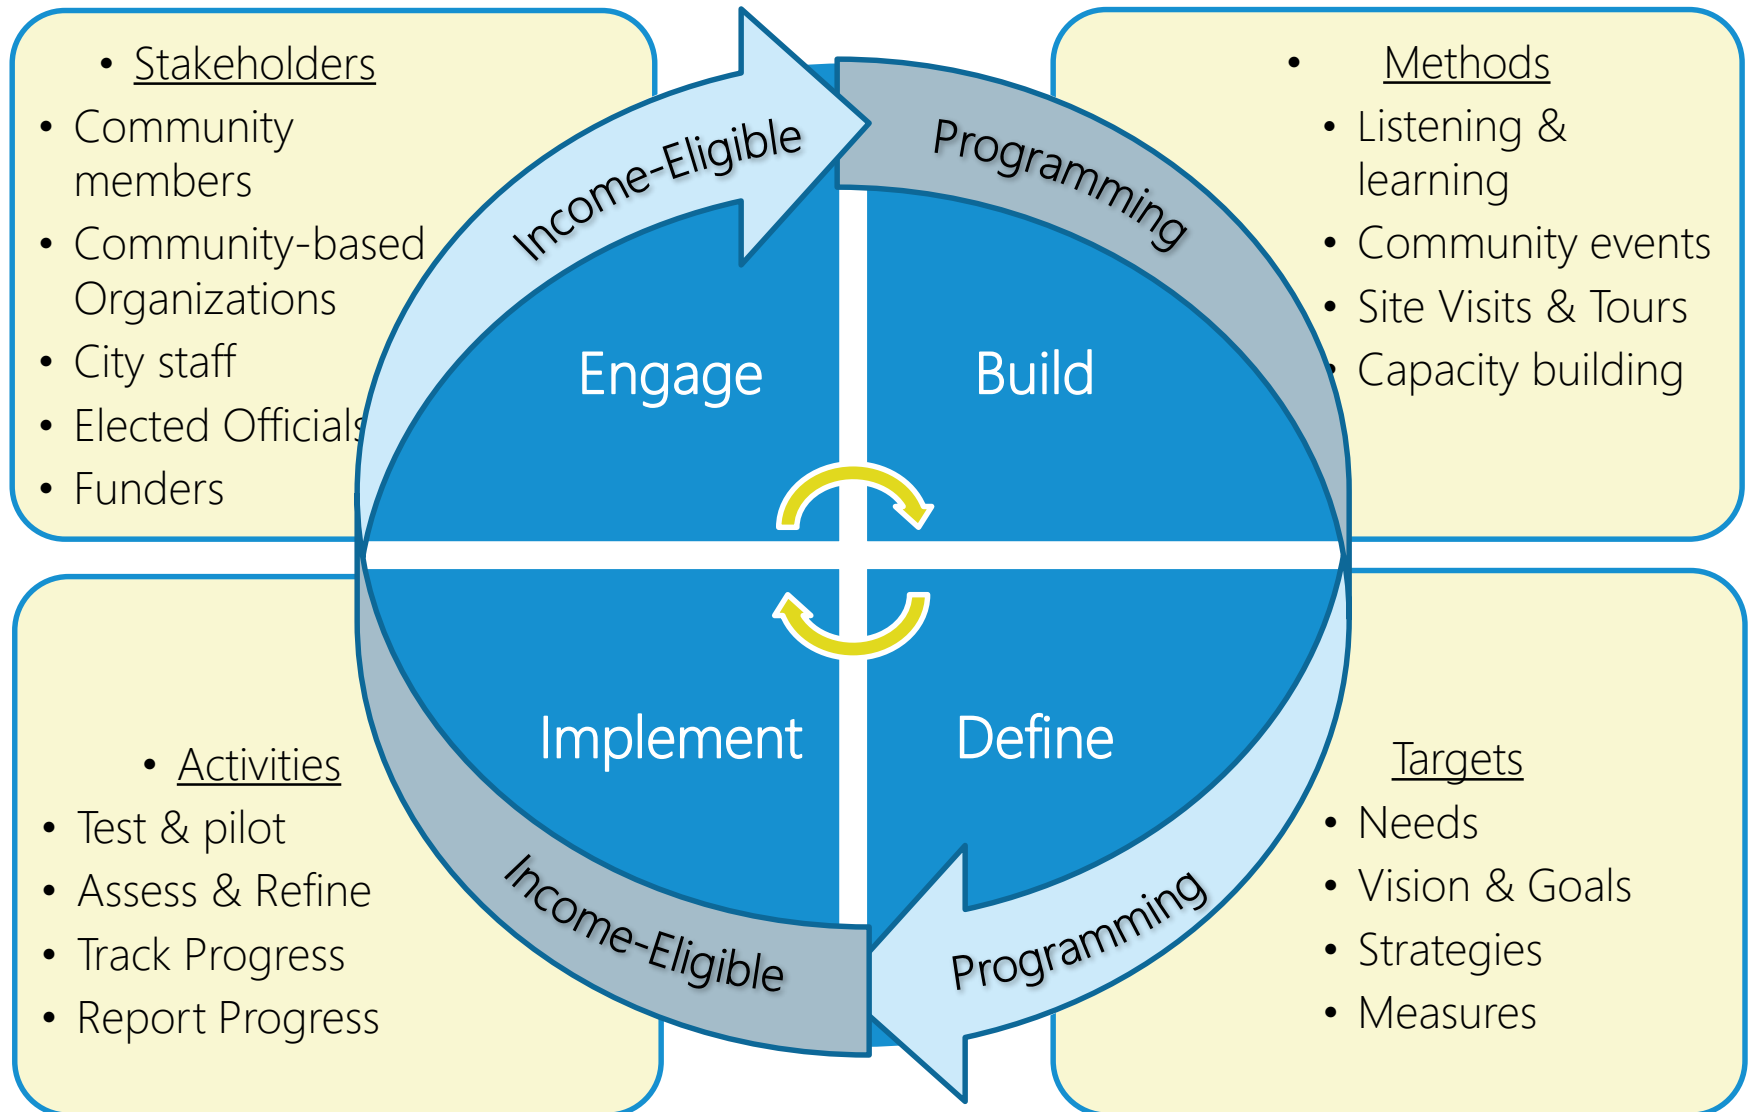 • Stakeholders
• Community
members
• Community-based
Organizations
• City staff
• Elected Officials
• Funders
• Methods
• Listening &
learning
• Community events
• Site Visits & Tours
• Capacity building
Income-Eligible
Programming
Engage
Build
Implement
Define
Income-Eligible
Programming
• Activities
• Test & pilot
• Assess & Refine
• Track Progress
• Report Progress
Targets
• Needs
• Vision & Goals
• Strategies
• Measures